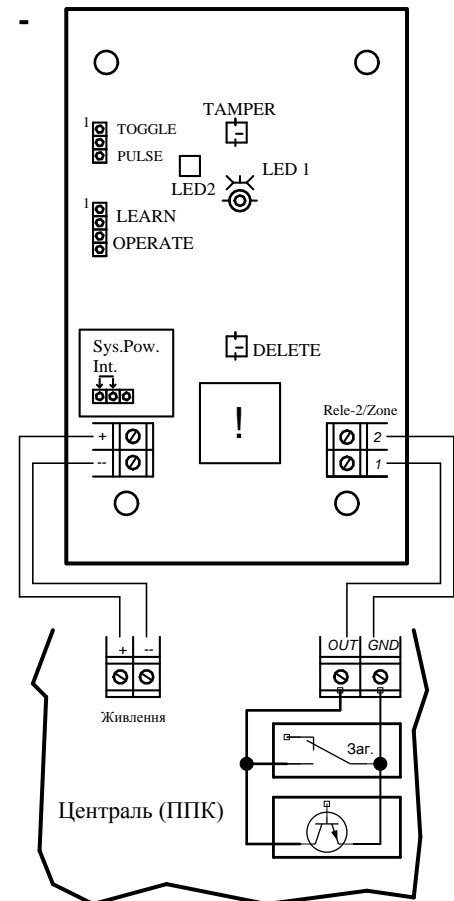 -
TAMPER
1
TOGGLE
PULSE
LED 1
LED2
1
LEARN
OPERATE
Sys.Pow.
Int.
DELETE
!
Rele-2/Zone
+
2
--
1
+ --
OUT GND
Живлення
Заг.
Централь (ППК)